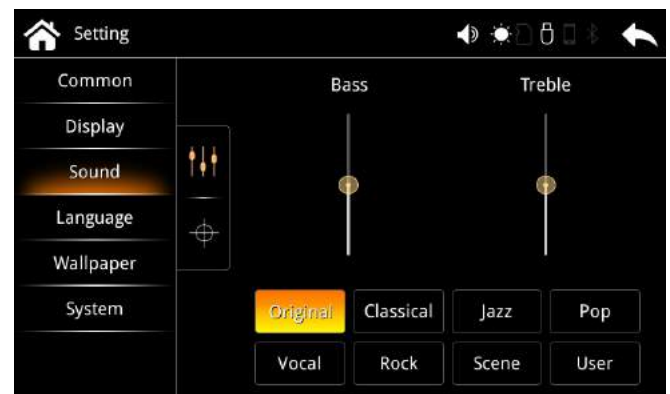 Setting
Common
Display
Sound
Language
Wallpaper
System
Bass Treble
Original Classical Jazz Pop
Vocal Rock Scene User